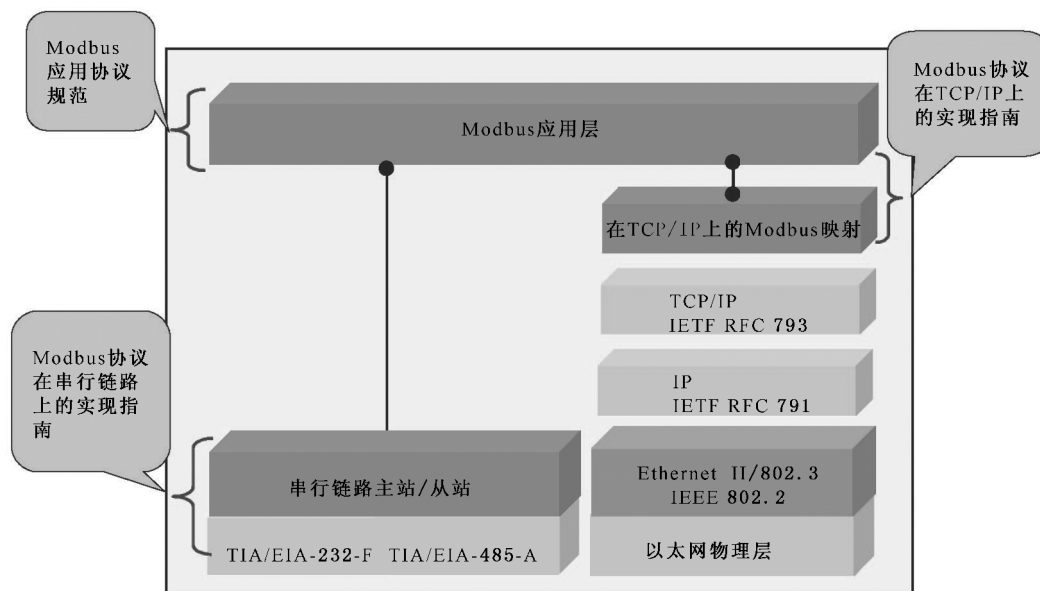 Modbus
应用协议
规范
Modbus协议
在TCP/IP上
的实现指南
Modbus应用层
在TCP/IP上的Modbus映射
TCP/IP
IETF RFC 793
IP
IETF RFC 791
Modbus协议
在串行链路
上的实现指
南
串行链路主站/从站
Ethernet II/802.3
IEEE 802.2
TIA/EIA-232-F TIA/EIA-485-A
以太网物理层